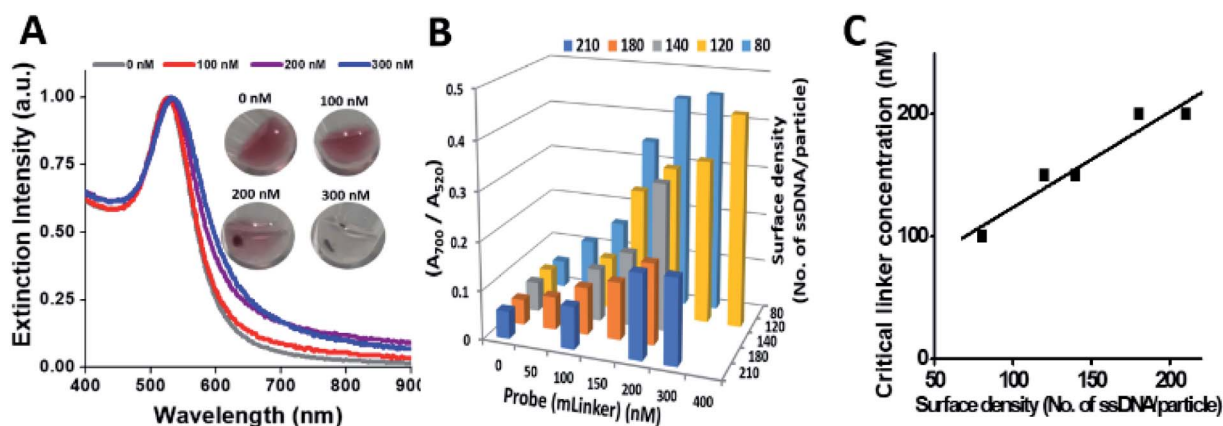 A
0 nM 100 nM 200 nM 300 nM
Extinction Intensity (a.u.)
1.00
0.75
0.50
0.25
0.00
0 nM
100 nM
200 nM
300 nM
400 500 600 700 800 900
Wavelength (nm)
B
210 180 140 120 80
(A700 / A520)
0.5
0.4
0.3
0.2
0.1
0
0 50 100 150 200 300 400
Probe (mLinker) (nM)
80
120
140
180
210
Surface density
(No. of ssDNA/particle)
C
Critical linker concentration (nM)
200
100
0
50 100 150 200
Surface density (No. of ssDNA/particle)